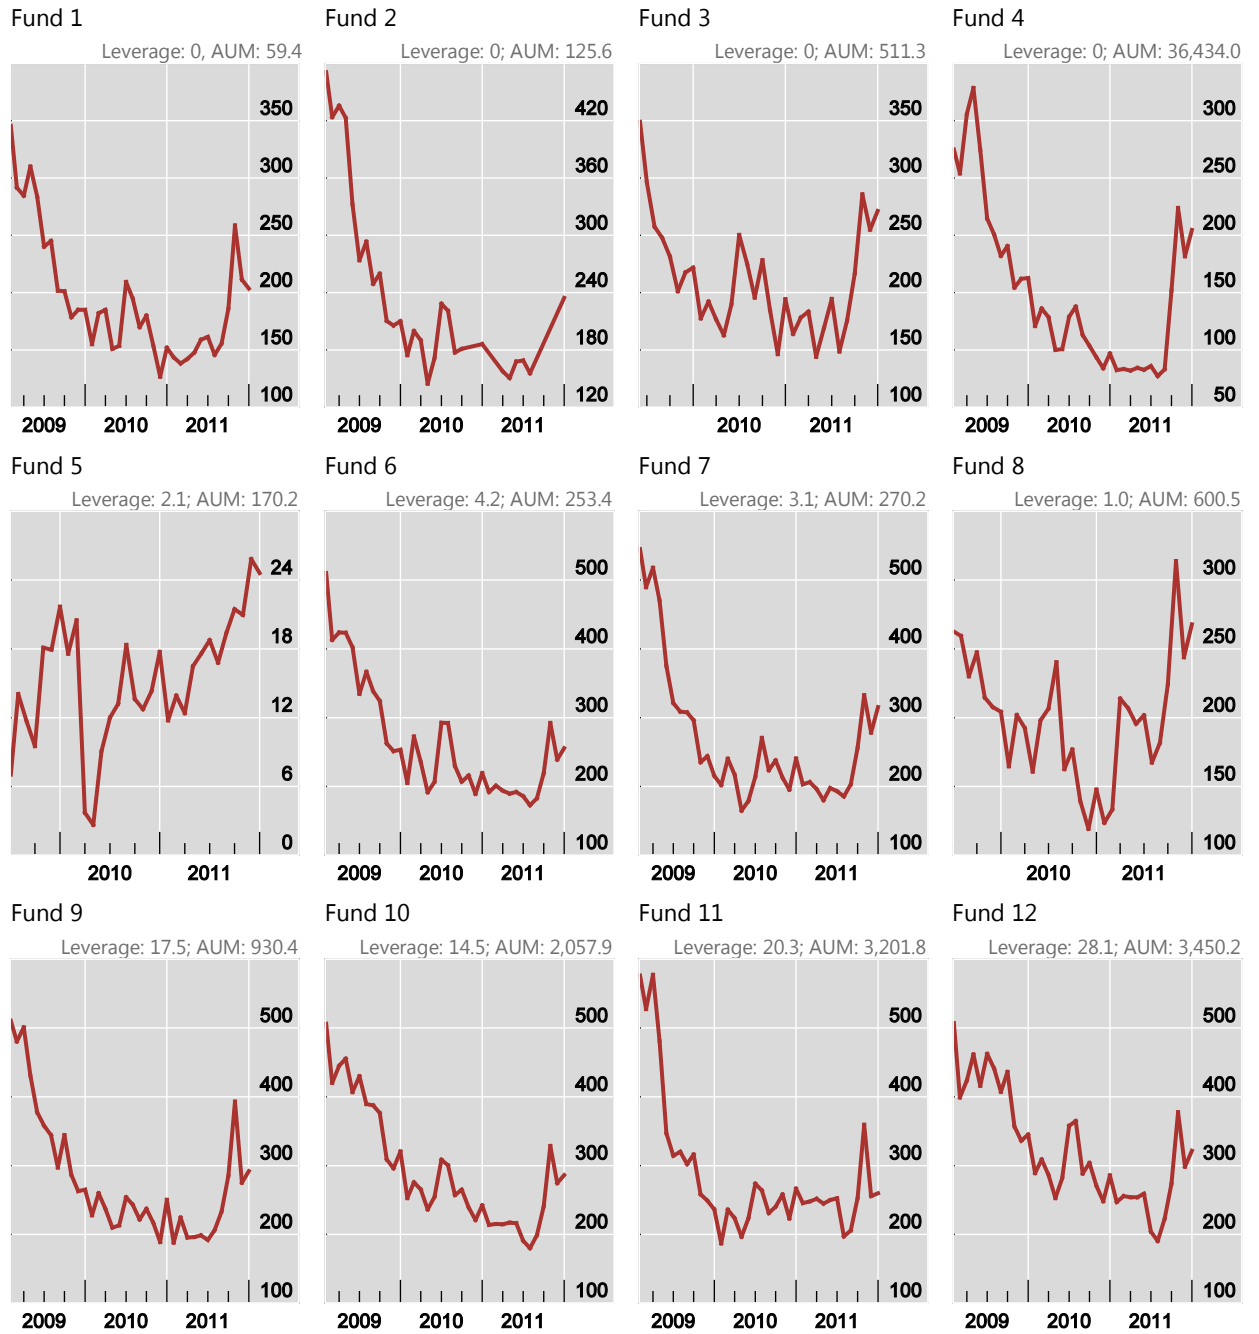 Fund 1
Leverage: 0, AUM: 59.4
350
300
250
200
150
100
2009 2010 2011
Fund 2
Leverage: 0; AUM: 125.6
420
360
300
240
180
120
2009 2010 2011
Fund 3
Leverage: 0; AUM: 511.3
350
300
250
200
150
100
2010 2011
Fund 4
Leverage: 0; AUM: 36,434.0
300
250
200
150
100
50
2009 2010 2011
Fund 5
Leverage: 2.1; AUM: 170.2
24
18
12
6
0
2010 2011
Fund 6
Leverage: 4.2; AUM: 253.4
500
400
300
200
100
2009 2010 2011
Fund 7
Leverage: 3.1; AUM: 270.2
500
400
300
200
100
2009 2010 2011
Fund 8
Leverage: 1.0; AUM: 600.5
300
250
200
150
100
2010 2011
Fund 9
Leverage: 17.5; AUM: 930.4
500
400
300
200
100
2009 2010 2011
Fund 10
Leverage: 14.5; AUM: 2,057.9
500
400
300
200
100
2009 2010 2011
Fund 11
Leverage: 20.3; AUM: 3,201.8
500
400
300
200
100
2009 2010 2011
Fund 12
Leverage: 28.1; AUM: 3,450.2
500
400
300
200
100
2009 2010 2011